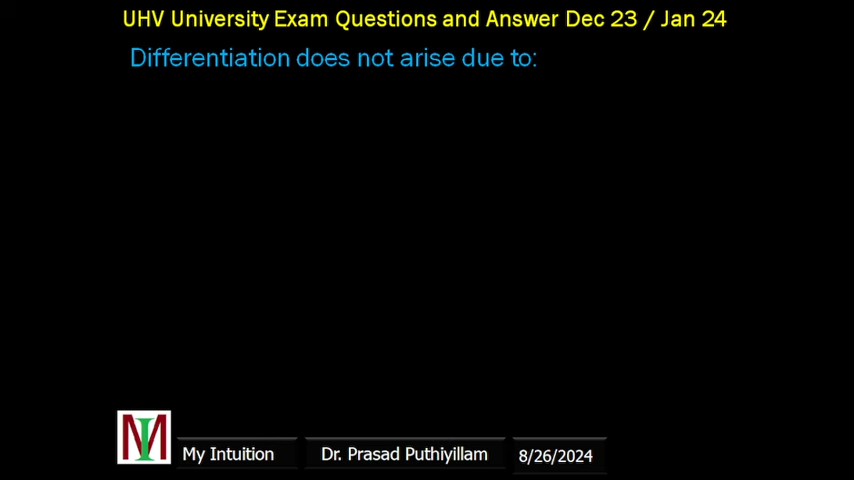 UHV University Exam Questions and Answer Dec 23 / Jan 24
Differentiation does not arise due to:
MI
My Intuition
Dr. Prasad Puthiyillam
8/26/2024